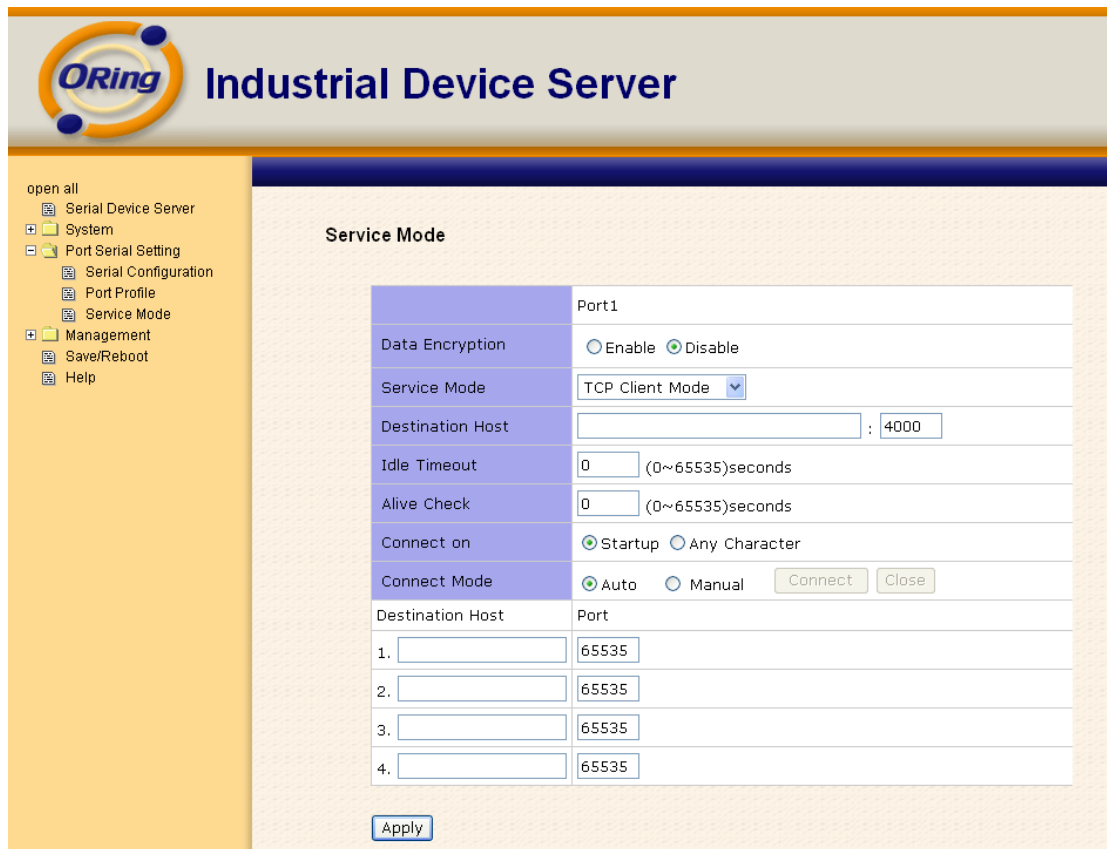 ORing
Industrial Device Server
open all
Serial Device Server
System
Port Serial Setting
Serial Configuration
Port Profile
Service Mode
Management
Save/Reboot
Help
Service Mode
Port1
Data Encryption Enable Disable
Service Mode TCP Client Mode
Destination Host : 4000
Idle Timeout 0 (0~65535)seconds
Alive Check 0 (0~65535)seconds
Connect on Startup Any Character
Connect Mode Auto Manual Connect Close
Destination Host Port
1. 65535
2. 65535
3. 65535
4. 65535
Apply